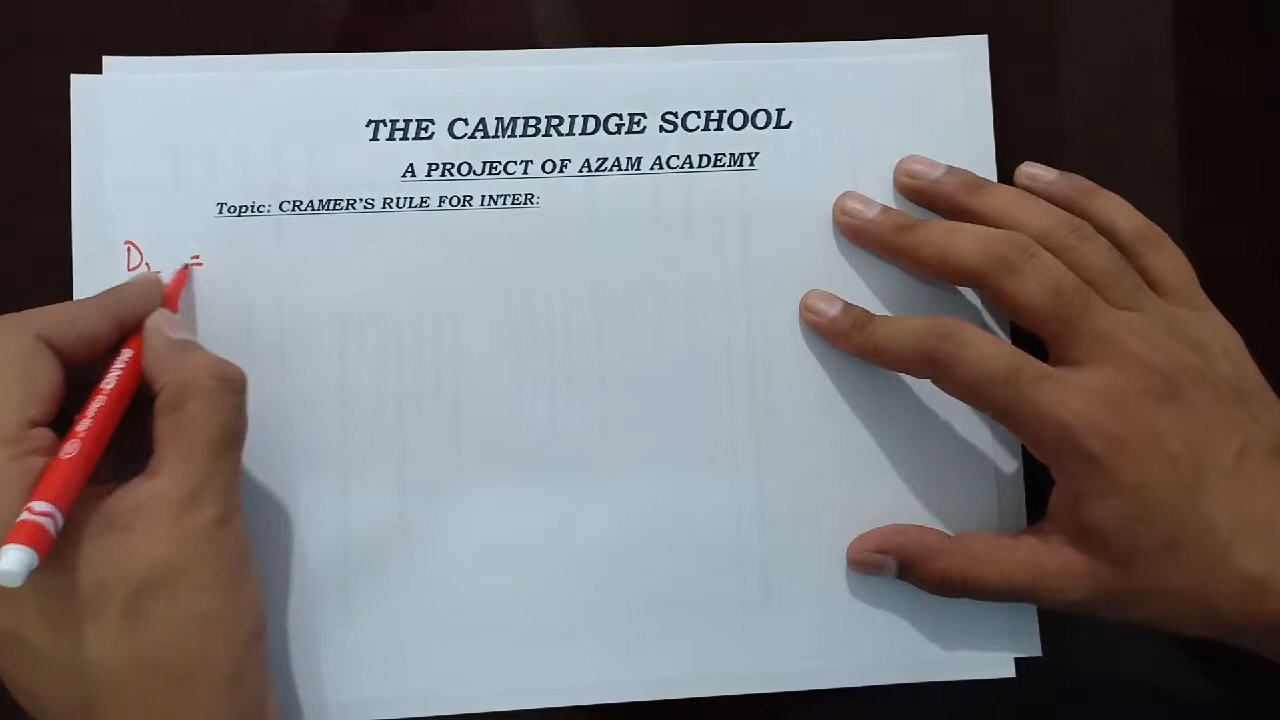 THE CAMBRIDGE SCHOOL
A PROJECT OF AZAM ACADEMY
Topic: CRAMER'S RULE FOR INTER:
D =